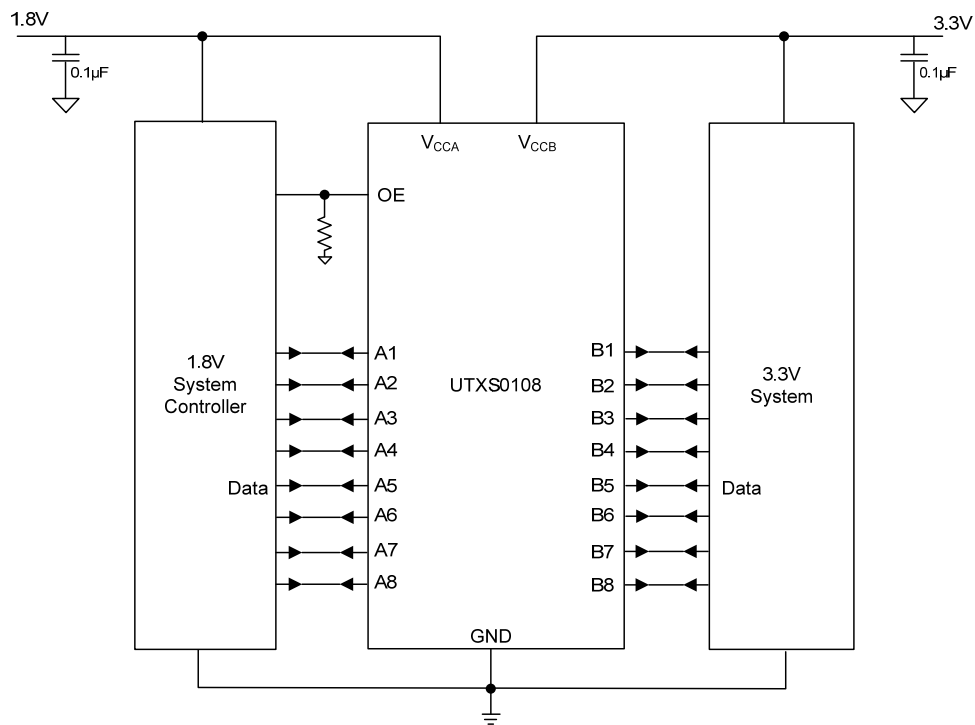 1.8V
3.3V
0.1µF
0.1µF
VCCA
VCCB
OE
1.8V
System
Controller
Data
A1
A2
A3
A4
A5
A6
A7
A8
UTXS0108
B1
B2
B3
B4
B5
B6
B7
B8
3.3V
System
Data
GND